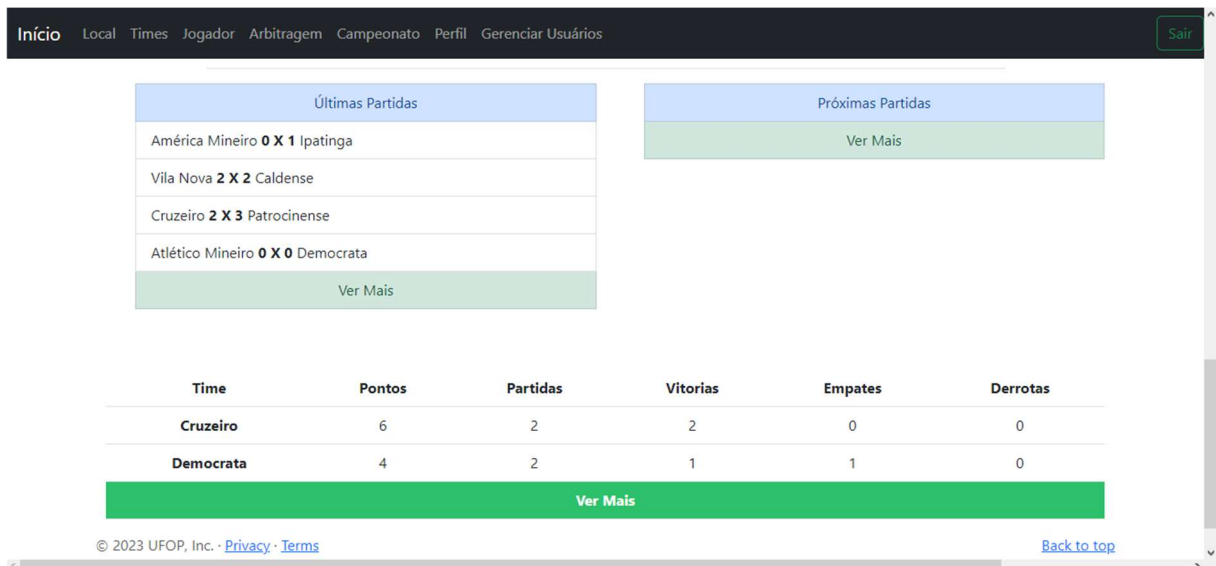 Início Local Times Jogador Arbitragem Campeonato Perfil Gerenciar Usuários Sair
Últimas Partidas
América Mineiro 0 X 1 Ipatinga
Vila Nova 2 X 2 Caldense
Cruzeiro 2 X 3 Patrocinense
Atlético Mineiro 0 X 0 Democrata
Ver Mais
Próximas Partidas
Ver Mais
Time Pontos Partidas Vitorias Empates Derrotas
Cruzeiro 6 2 2 0 0
Democrata 4 2 1 1 0
Ver Mais
© 2023 UFOP, Inc. · Privacy · Terms Back to top